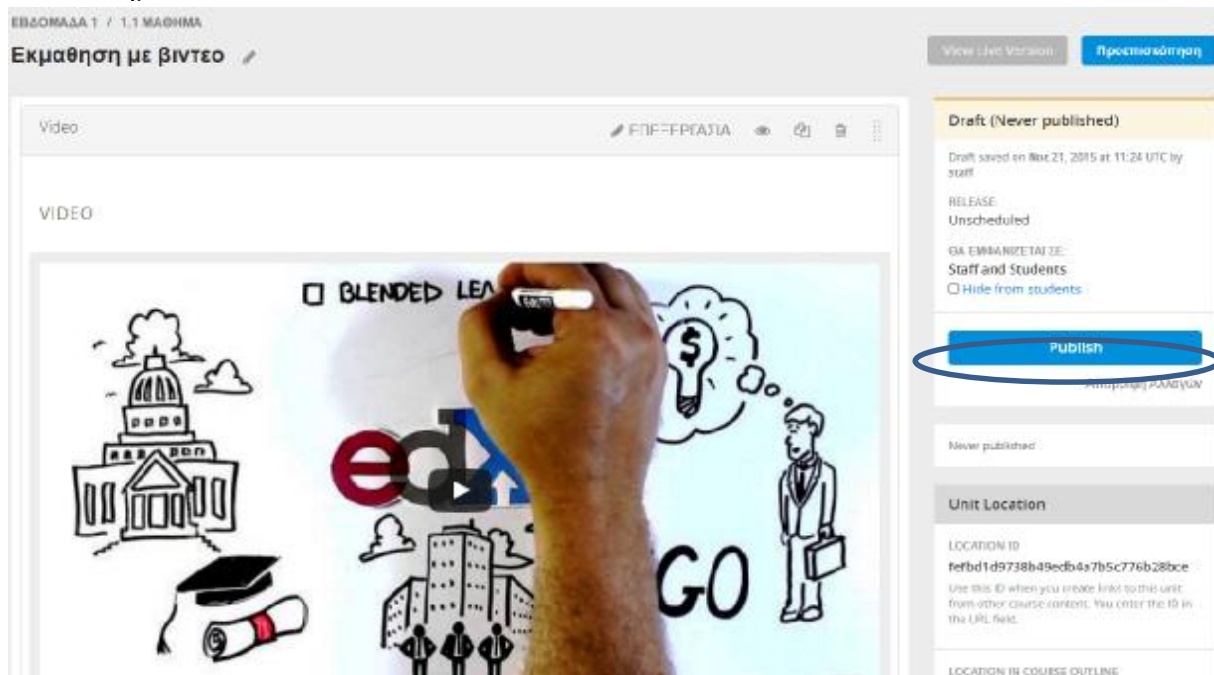 ΕΒΔΟΜΑΔΑ 1 / 1.1 ΜΑΘΗΜΑ
Εκμαθηση με βιντεο
View Live Version
Προεπισκόπηση
Video
ΕΠΕΞΕΡΓΑΣΙΑ
VIDEO
BLENDED LEA
edX
GO
$
$
Draft (Never published)
Draft saved on Nov 21, 2015 at 11:24 UTC by
staff
RELEASE:
Unscheduled
ΘΑ ΕΜΦΑΝΙΖΕΤΑΙ ΣΕ:
Staff and Students
Hide from students
Publish
Απόρριψη Αλλαγών
Never published
Unit Location
LOCATION ID
fefbd1d9738b49edb4a7b5c776b28bce
Use this ID when you create links to this unit
from other course content. You enter the ID in
the URL field.
LOCATION IN COURSE OUTLINE